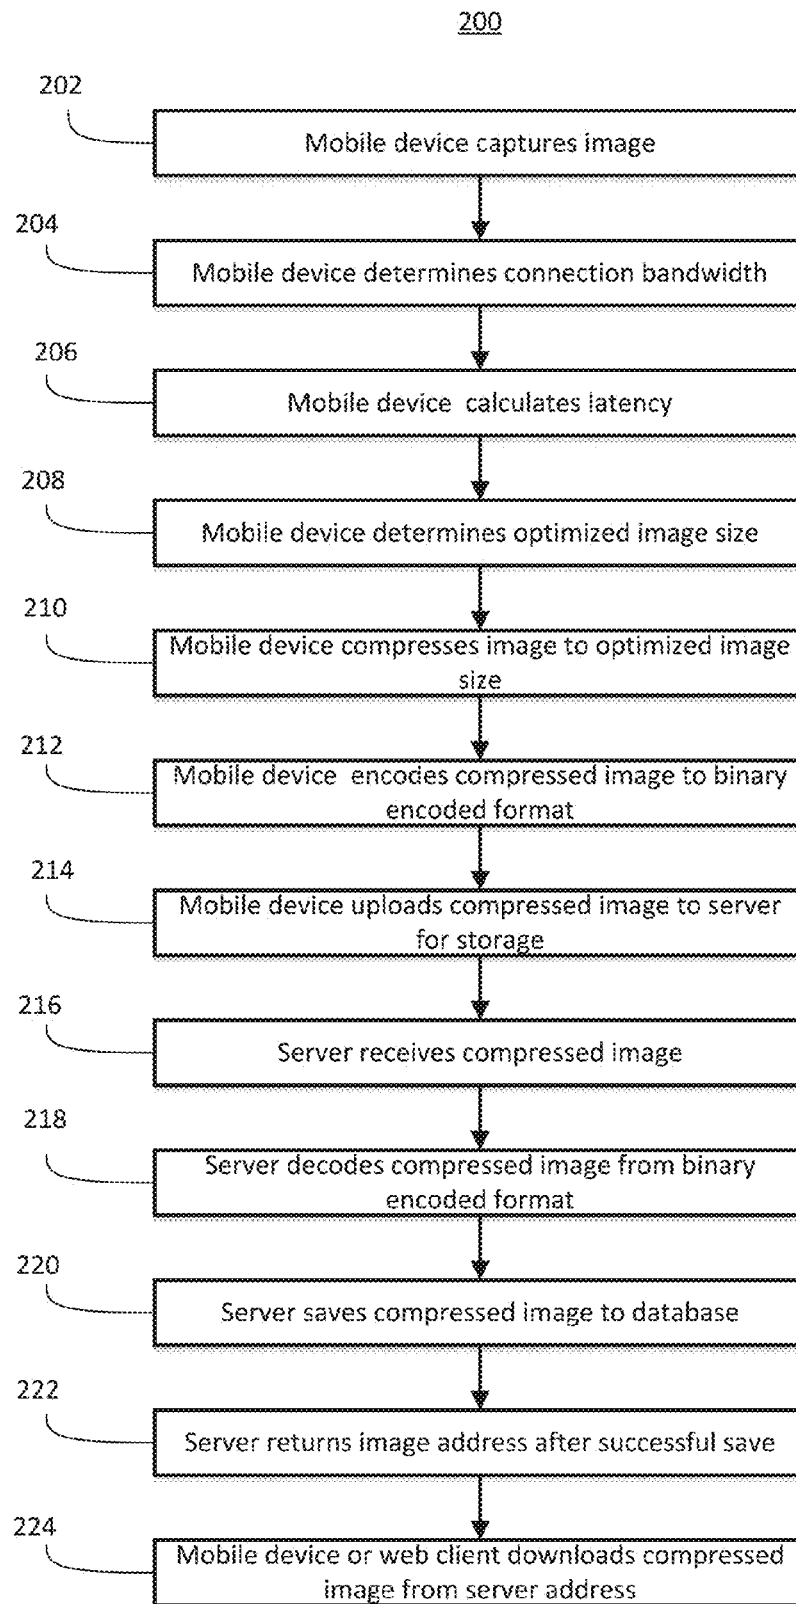 200
202
Mobile device captures image
204
Mobile device determines connection bandwidth
206
Mobile device calculates latency
208
Mobile device determines optimized image size
210
Mobile device compresses image to optimized image
size
212
Mobile device encodes compressed image to binary
encoded format
214
Mobile device uploads compressed image to server
for storage
216
Server receives compressed image
218
Server decodes compressed image from binary
encoded format
220
Server saves compressed image to database
222
Server returns image address after successful save
224
Mobile device or web client downloads compressed
image from server address